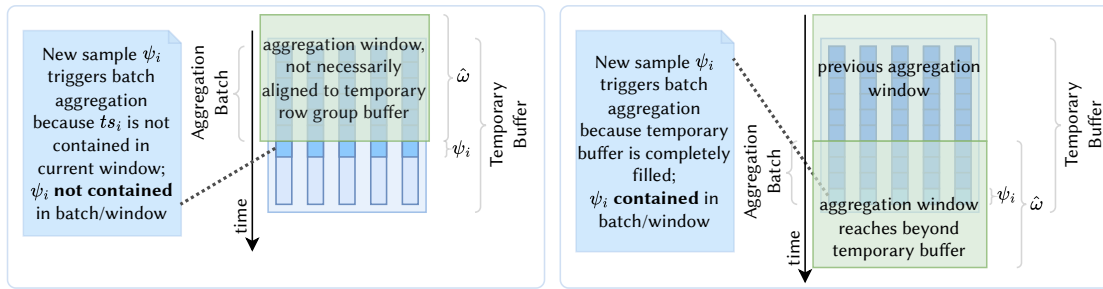 New sample ψi
triggers batch
aggregation
because tsi is not
contained in
current window;
ψi not contained
in batch/window
Aggregation
Batch
time
aggregation window,
not necessarily
aligned to temporary
row group buffer
ω̂
ψi
Temporary
Buffer
New sample ψi
triggers batch
aggregation
because temporary
buffer is completely
filled;
ψi contained in
batch/window
Aggregation
Batch
time
previous aggregation
window
aggregation window
reaches beyond
temporary buffer
ψi
ω̂
Temporary
Buffer